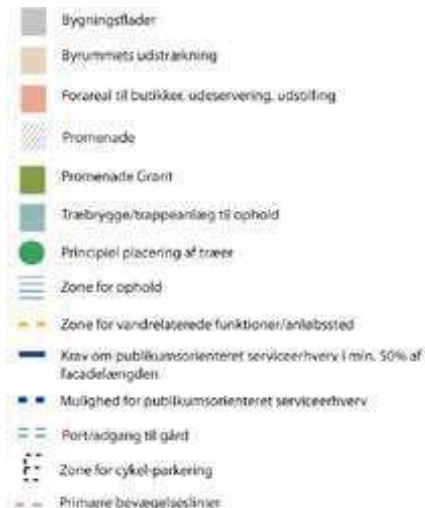 Bygningsflader
Byrummets udstrækning
Forareal til butikker, udeservering, udstilling
Promenade
Promenade Grønt
Træbrygge/trappeanlæg til ophold
Principiel placering af træer
Zone for ophold
Zone for vandrelaterede funktioner/anløbssted
Krav om publikumsorienteret serviceerhverv i min. 50% af
facadelængden
Mulighed for publikumsorienteret serviceerhverv
Port/adgang til gård
Zone for cykel-parkering
Primære bevægelseslinier